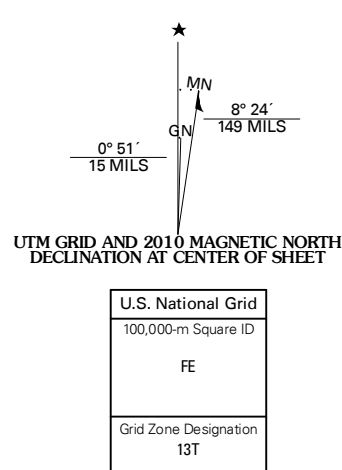 ★
MN
8° 24´
149 MILS
GN
0° 51´
15 MILS
UTM GRID AND 2010 MAGNETIC NORTH
DECLINATION AT CENTER OF SHEET
U.S. National Grid
100,000-m Square ID
FE
Grid Zone Designation
13T